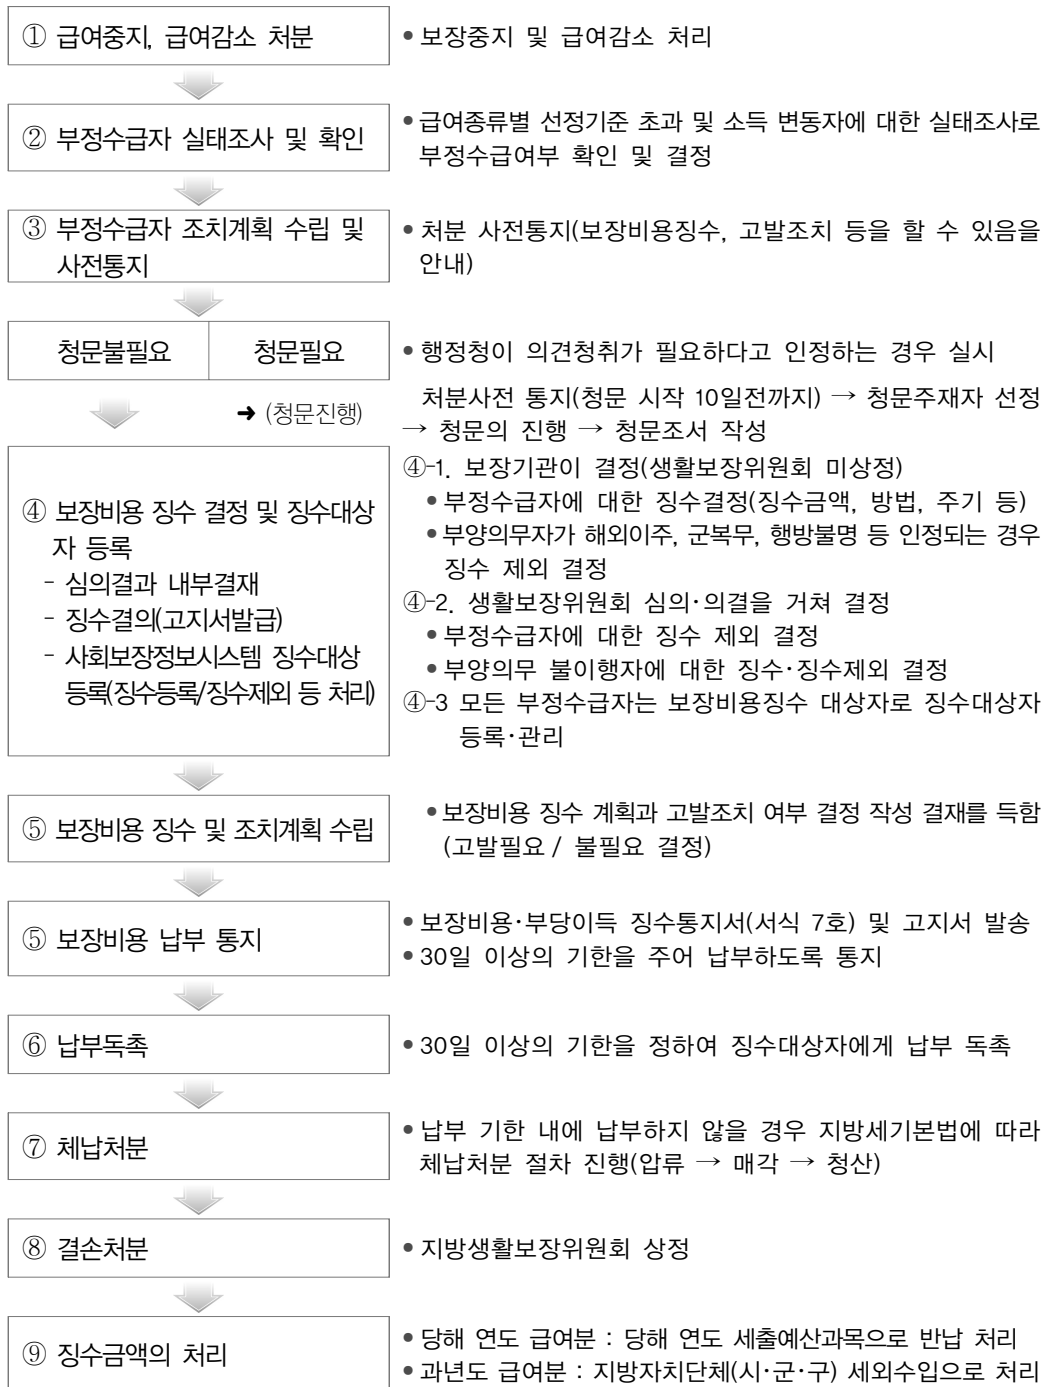 ① 급여중지, 급여감소 처분
• 보장중지 및 급여감소 처리
② 부정수급자 실태조사 및 확인
• 급여종류별 선정기준 초과 및 소득 변동자에 대한 실태조사로
부정수급여부 확인 및 결정
③ 부정수급자 조치계획 수립 및
사전통지
• 처분 사전통지(보장비용징수, 고발조치 등을 할 수 있음을
안내)
청문불필요
청문필요
• 행정청이 의견청취가 필요하다고 인정하는 경우 실시
➜ (청문진행)
처분사전 통지(청문 시작 10일전까지) → 청문주재자 선정
→ 청문의 진행 → 청문조서 작성
④ 보장비용 징수 결정 및 징수대상
자 등록
- 심의결과 내부결재
- 징수결의(고지서발급)
- 사회보장정보시스템 징수대상
등록(징수등록/징수제외 등 처리)
④-1. 보장기관이 결정(생활보장위원회 미상정)
• 부정수급자에 대한 징수결정(징수금액, 방법, 주기 등)
• 부양의무자가 해외이주, 군복무, 행방불명 등 인정되는 경우
징수 제외 결정
④-2. 생활보장위원회 심의·의결을 거쳐 결정
• 부정수급자에 대한 징수 제외 결정
• 부양의무 불이행자에 대한 징수·징수제외 결정
④-3 모든 부정수급자는 보장비용징수 대상자로 징수대상자
등록·관리
⑤ 보장비용 징수 및 조치계획 수립
• 보장비용 징수 계획과 고발조치 여부 결정 작성 결재를 득함
(고발필요 / 불필요 결정)
⑤ 보장비용 납부 통지
• 보장비용·부당이득 징수통지서(서식 7호) 및 고지서 발송
• 30일 이상의 기한을 주어 납부하도록 통지
⑥ 납부독촉
• 30일 이상의 기한을 정하여 징수대상자에게 납부 독촉
⑦ 체납처분
• 납부 기한 내에 납부하지 않을 경우 지방세기본법에 따라
체납처분 절차 진행(압류 → 매각 → 청산)
⑧ 결손처분
• 지방생활보장위원회 상정
⑨ 징수금액의 처리
• 당해 연도 급여분 : 당해 연도 세출예산과목으로 반납 처리
• 과년도 급여분 : 지방자치단체(시·군·구) 세외수입으로 처리